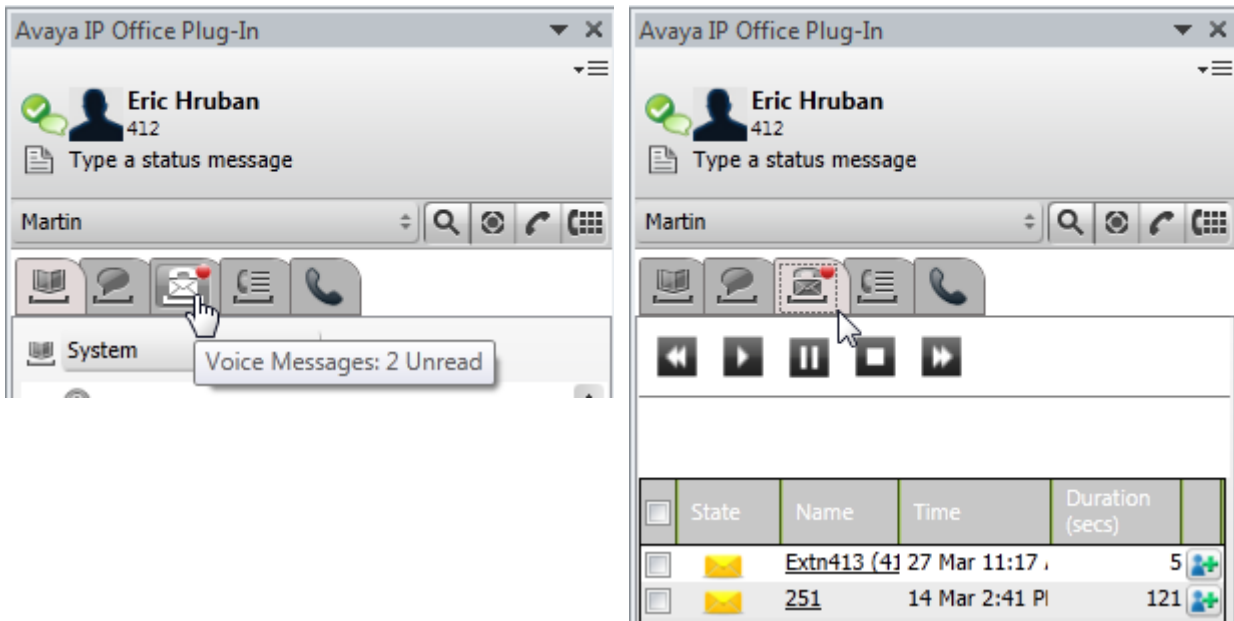 Avaya IP Office Plug-In
Eric Hruban
412
Type a status message
Martin
System
Voice Messages: 2 Unread
Avaya IP Office Plug-In
Eric Hruban
412
Type a status message
Martin
State Name Time Duration (secs)
Extn413 (41 27 Mar 11:17 5
251 14 Mar 2:41 P 121